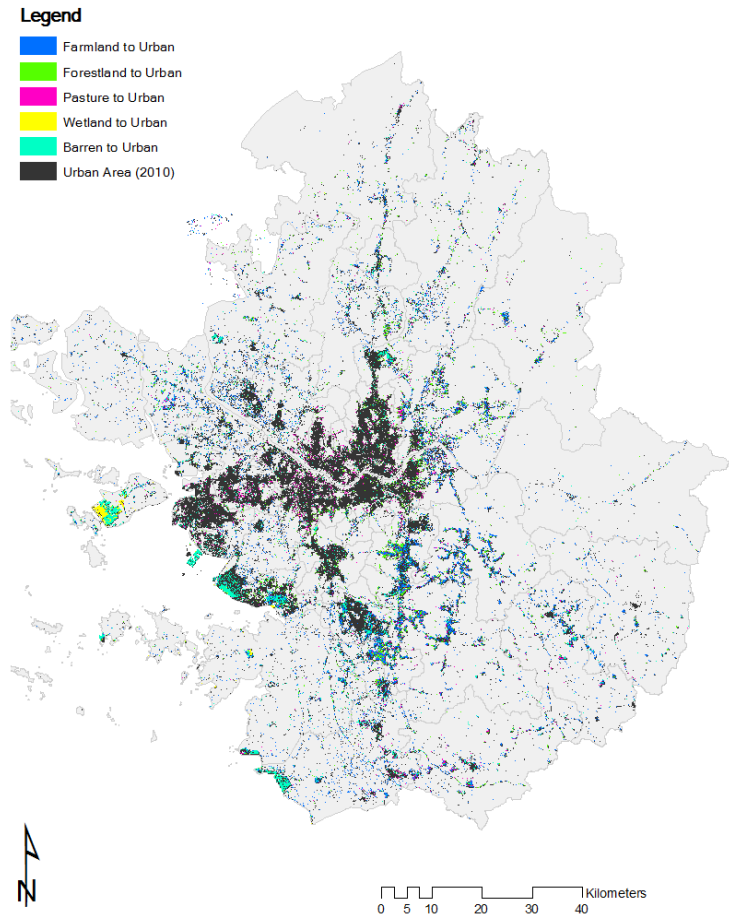 Legend
Farmland to Urban
Forestland to Urban
Pasture to Urban
Wetland to Urban
Barren to Urban
Urban Area (2010)
N
Kilometers
0 5 10 20 30 40